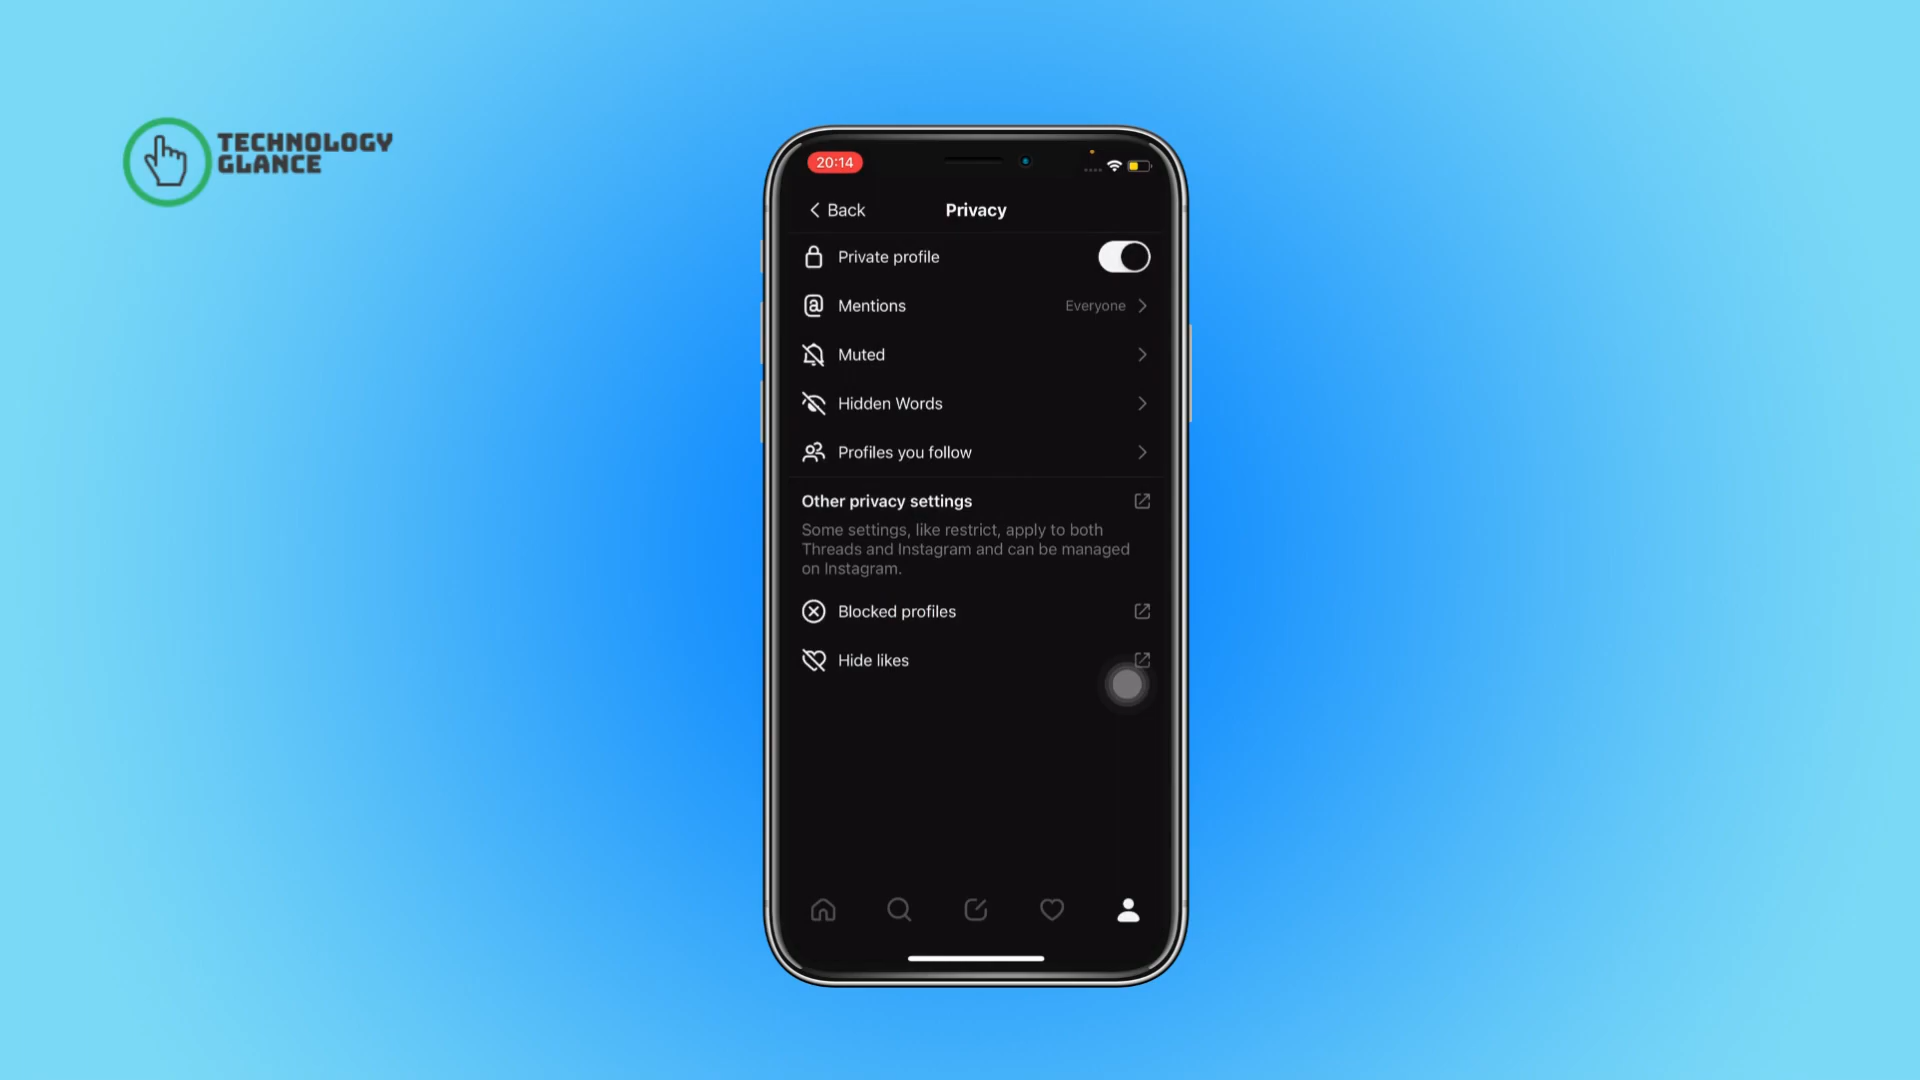 TECHNOLOGY
GLANCE
20:14
Back
Privacy
Private profile
Mentions
Everyone
Muted
Hidden Words
Profiles you follow
Other privacy settings
Some settings, like restrict, apply to both
Threads and Instagram and can be managed
on Instagram.
Blocked profiles
Hide likes